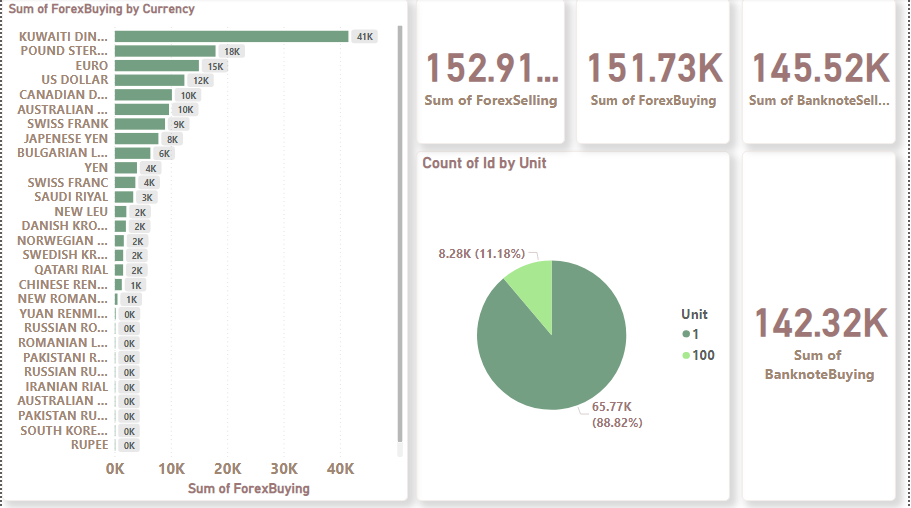 Sum of ForexBuying by Currency
KUWAITI DIN... 41K
POUND STER... 18K
EURO 15K
US DOLLAR 12K
CANADIAN D... 10K
AUSTRALIAN ... 10K
SWISS FRANK 9K
JAPENESE YEN 8K
BULGARIAN L... 6K
YEN 4K
SWISS FRANC 4K
SAUDI RIYAL 3K
NEW LEU 2K
DANISH KRO... 2K
NORWEGIAN ... 2K
SWEDISH KR... 2K
QATARI RIAL 2K
CHINESE REN... 1K
NEW ROMAN... 1K
YUAN RENMI... 0K
RUSSIAN RO... 0K
ROMANIAN L... 0K
PAKISTANI R... 0K
RUSSIAN RU... 0K
IRANIAN RIAL 0K
AUSTRALIAN ... 0K
PAKISTAN RU... 0K
SOUTH KORE... 0K
RUPEE 0K
0K 10K 20K 30K 40K
Sum of ForexBuying
152.91...
Sum of ForexSelling
151.73K
Sum of ForexBuying
145.52K
Sum of BanknoteSell...
Count of Id by Unit
8.28K (11.18%)
65.77K
(88.82%)
Unit
1
100
142.32K
Sum of
BanknoteBuying